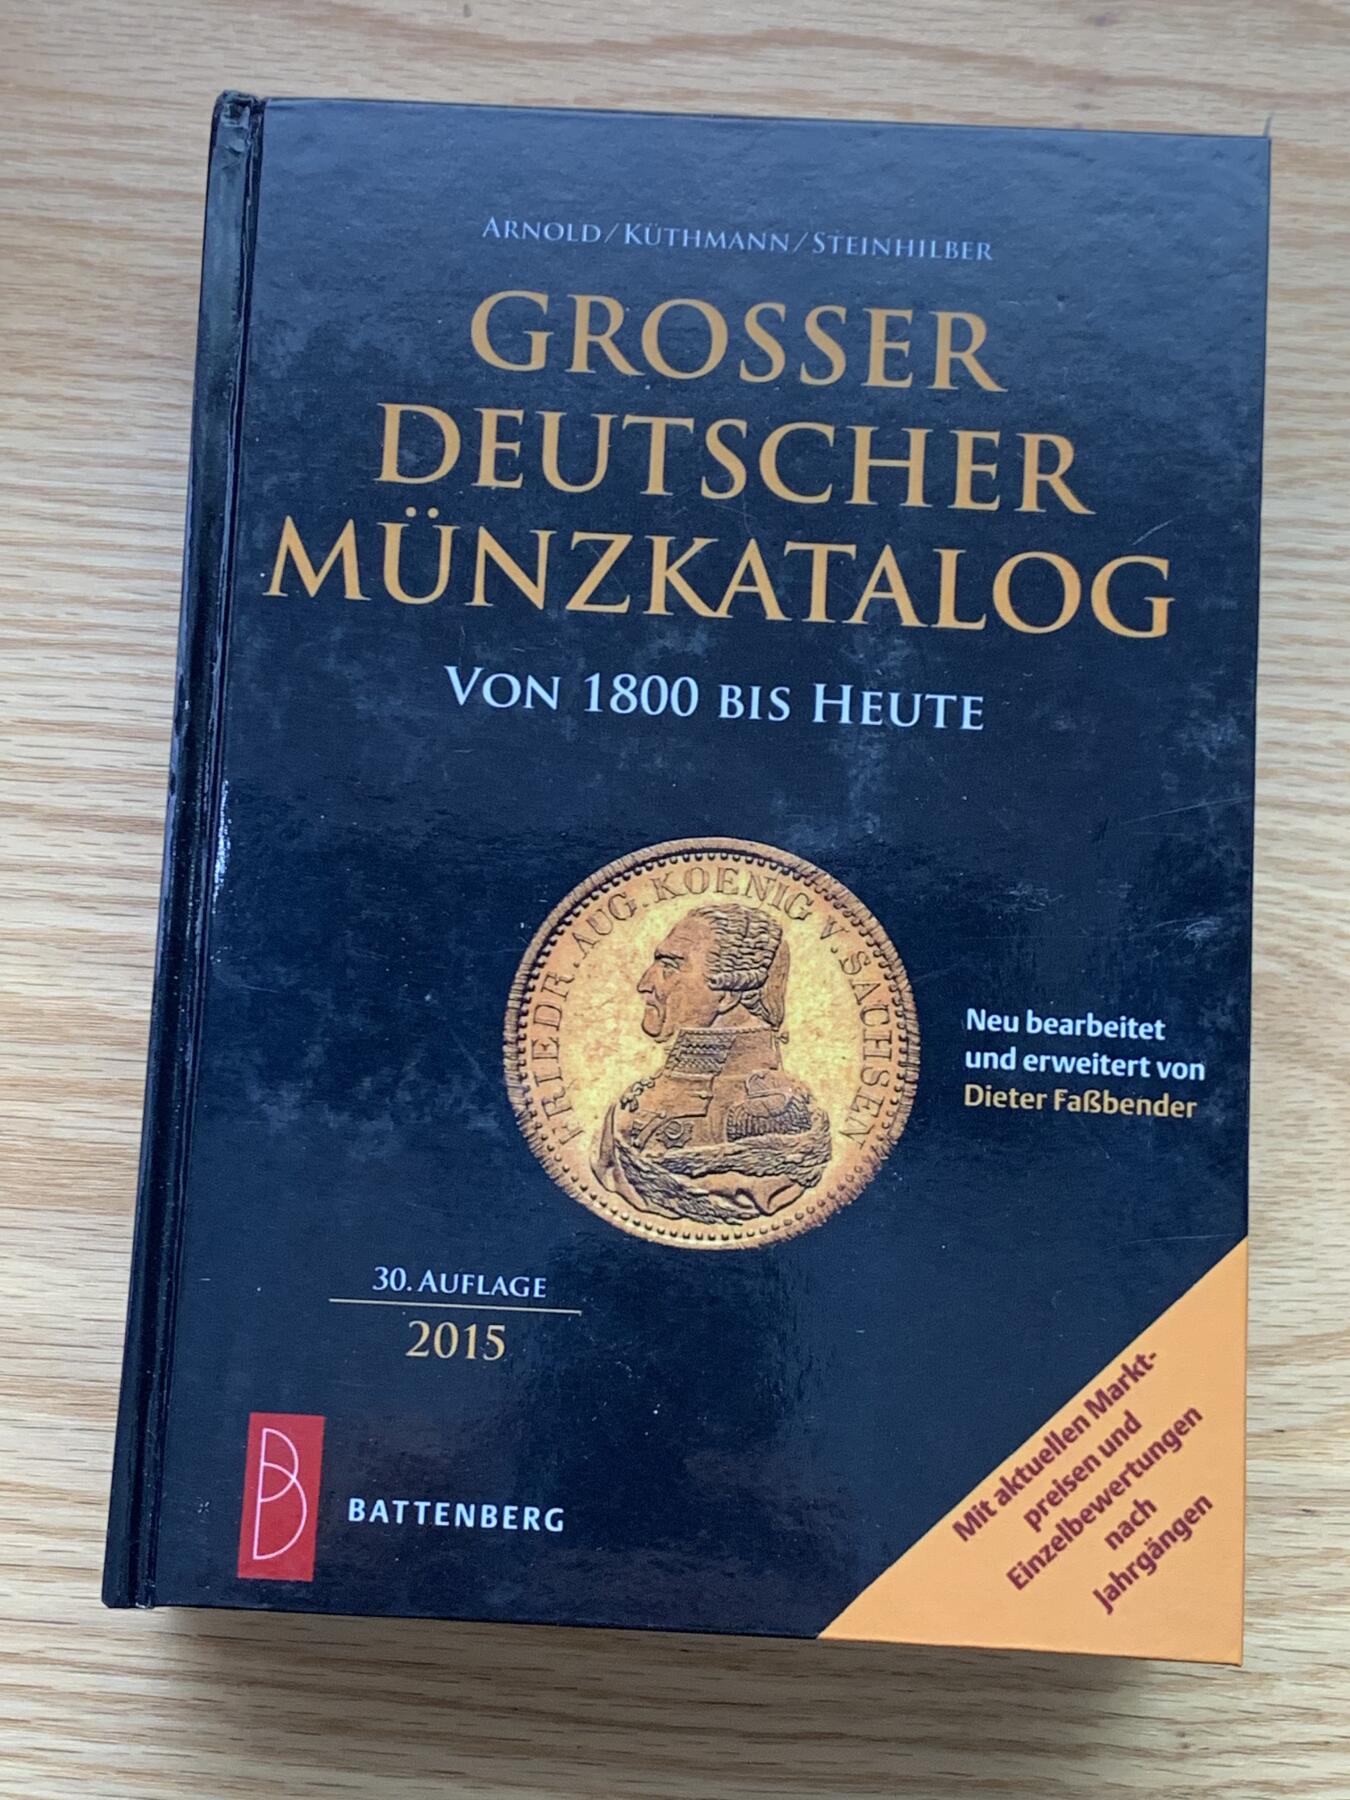 ARNOLD/KÜTHMANN/STEINHILBER
GROSSER
DEUTSCHER
MÜNZKATALOG
VON 1800 BIS HEUTE
FRIEDR. AUG. KOENIG V. SACHSEN
Neu bearbeitet
und erweitert von
Dieter Faßbender
30. AUFLAGE
2015
B
BATTENBERG
Mit aktuellen Markt-
preisen und
Einzelbewertungen
nach
Jahrgängen